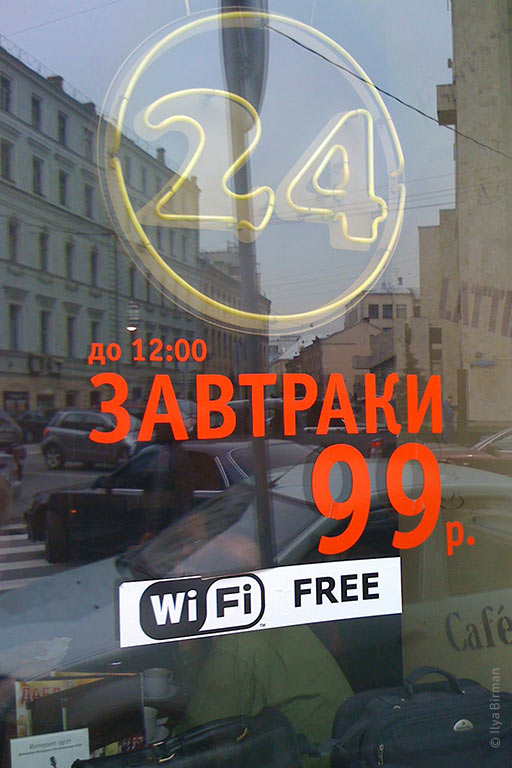 24
до 12:00
ЗАВТРАКИ
99 р.
WiFi FREE
Café
© Ilya Birman